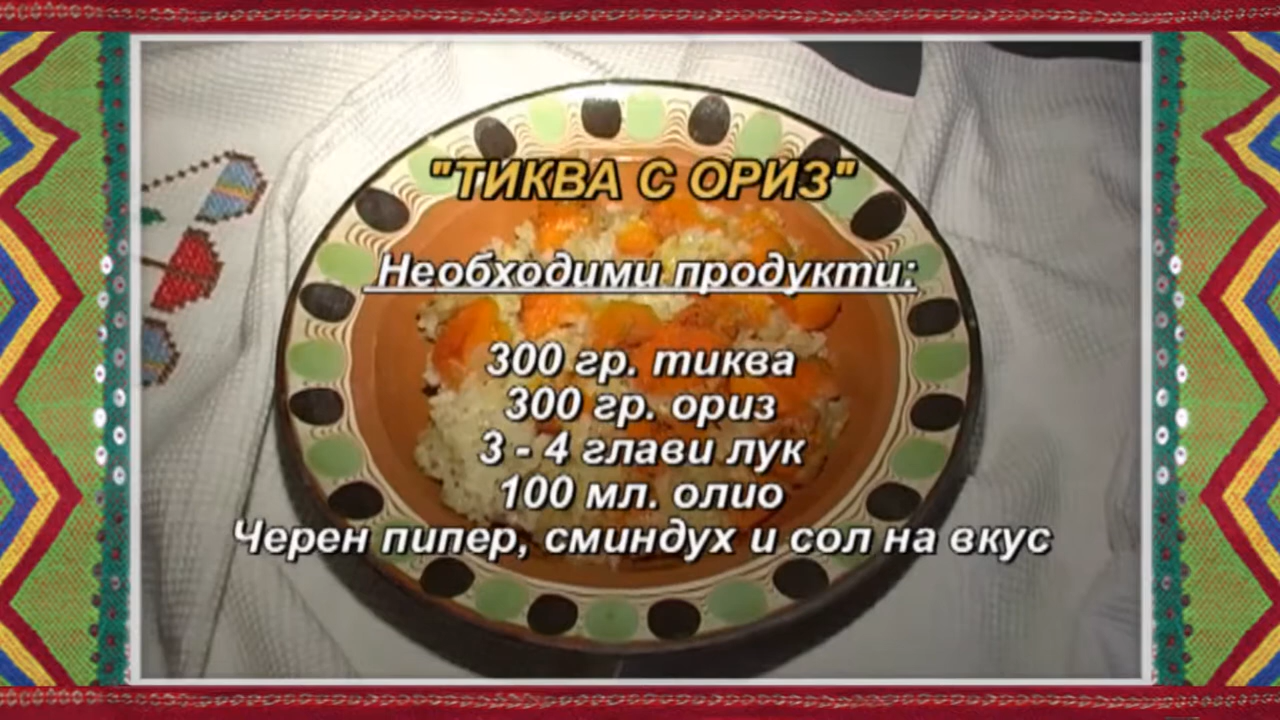 "ТИКВА С ОРИЗ"
Необходими продукти:
300 гр. тиква
300 гр. ориз
3 - 4 глави лук
100 мл. олио
Черен пипер, сминдух и сол на вкус